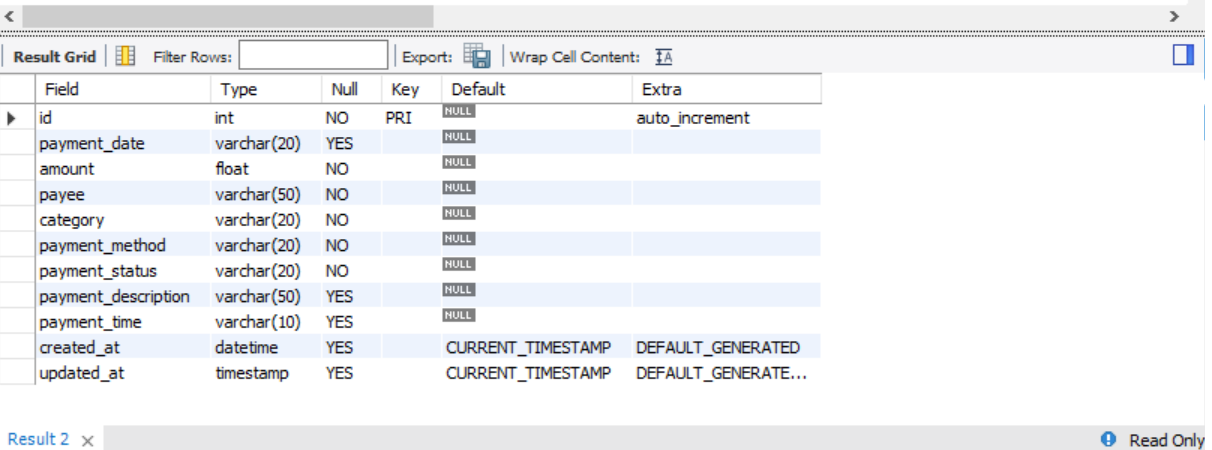 Result Grid Filter Rows: Export: Wrap Cell Content: IA
Field Type Null Key Default Extra
id int NO PRI NULL auto_increment
payment_date varchar(20) YES NULL
amount float NO NULL
payee varchar(50) NO NULL
category varchar(20) NO NULL
payment_method varchar(20) NO NULL
payment_status varchar(20) NO NULL
payment_description varchar(50) YES NULL
payment_time varchar(10) YES NULL
created_at datetime YES CURRENT_TIMESTAMP DEFAULT_GENERATED
updated_at timestamp YES CURRENT_TIMESTAMP DEFAULT_GENERATE...
Result 2 Read Only